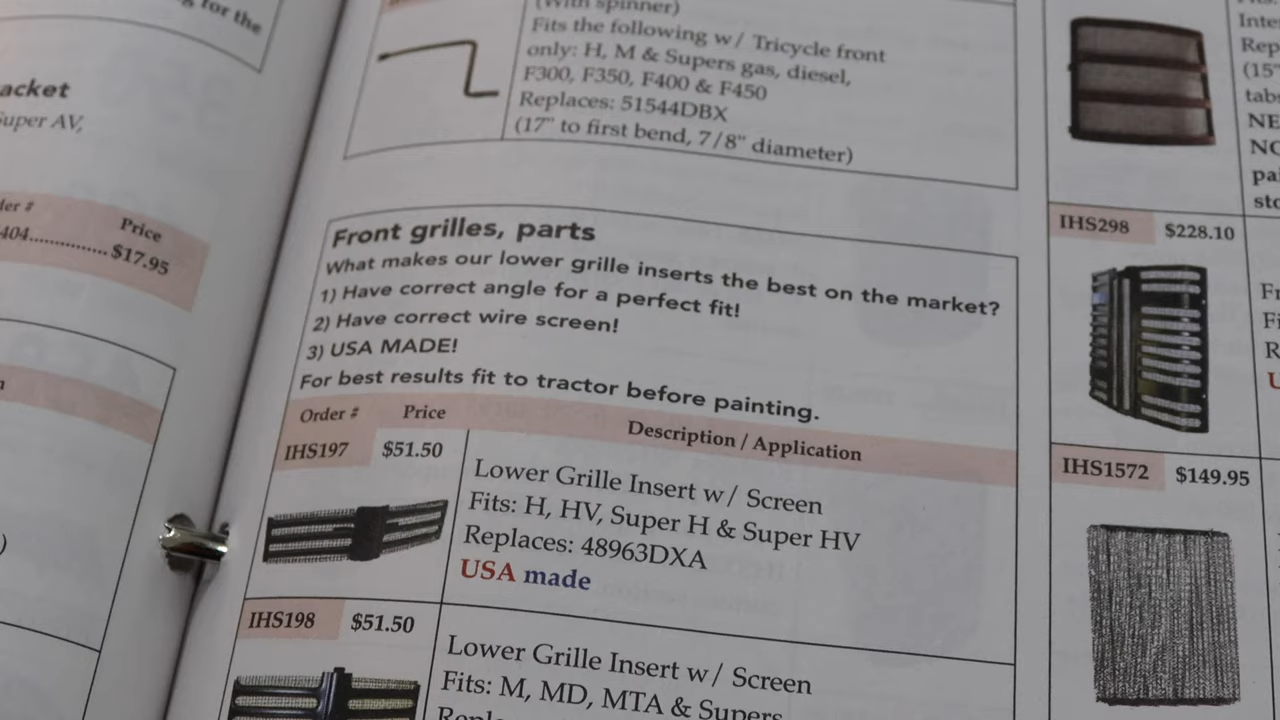 for the
acket
Super AV,
Order #
Price
404............... $17.95
(With spinner)
Fits the following w/ Tricycle front
only: H, M & Supers gas, diesel,
F300, F350, F400 & F450
Replaces: 51544DBX
(17" to first bend, 7/8" diameter)
Front grilles, parts
What makes our lower grille inserts the best on the market?
1) Have correct angle for a perfect fit!
2) Have correct wire screen!
3) USA MADE!
For best results fit to tractor before painting.
Order # Price Description / Application
IHS197 $51.50
Lower Grille Insert w/ Screen
Fits: H, HV, Super H & Super HV
Replaces: 48963DXA
USA made
IHS198 $51.50
Lower Grille Insert w/ Screen
Fits: M, MD, MTA & Supers
Inte
Rep
(15"
tabs
NE
NO
pai
sto
IHS298 $228.10
Fr
Fi
R
U
IHS1572 $149.95